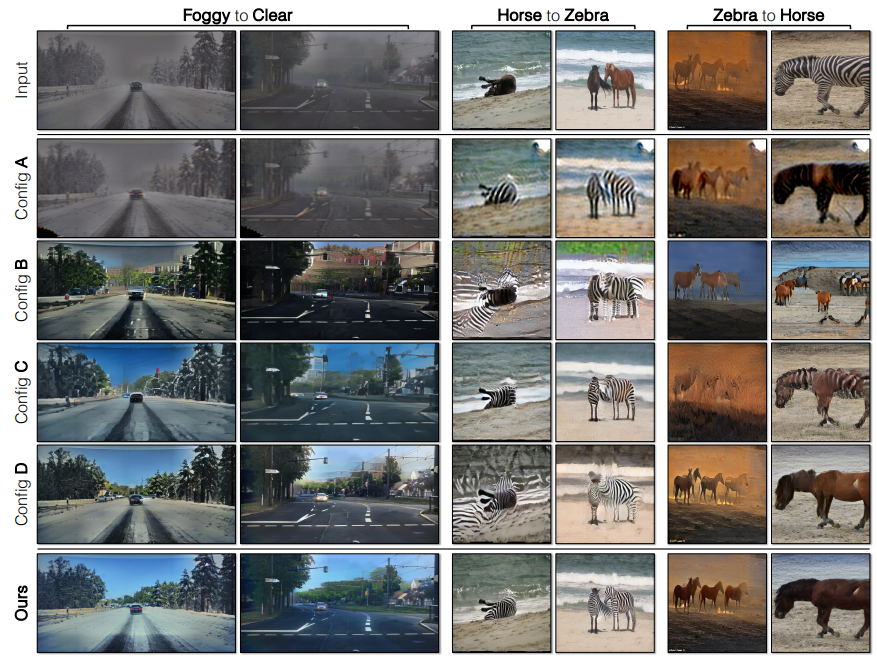 Foggy to Clear
Horse to Zebra
Zebra to Horse
Input
Config A
Config B
Config C
Config D
Ours